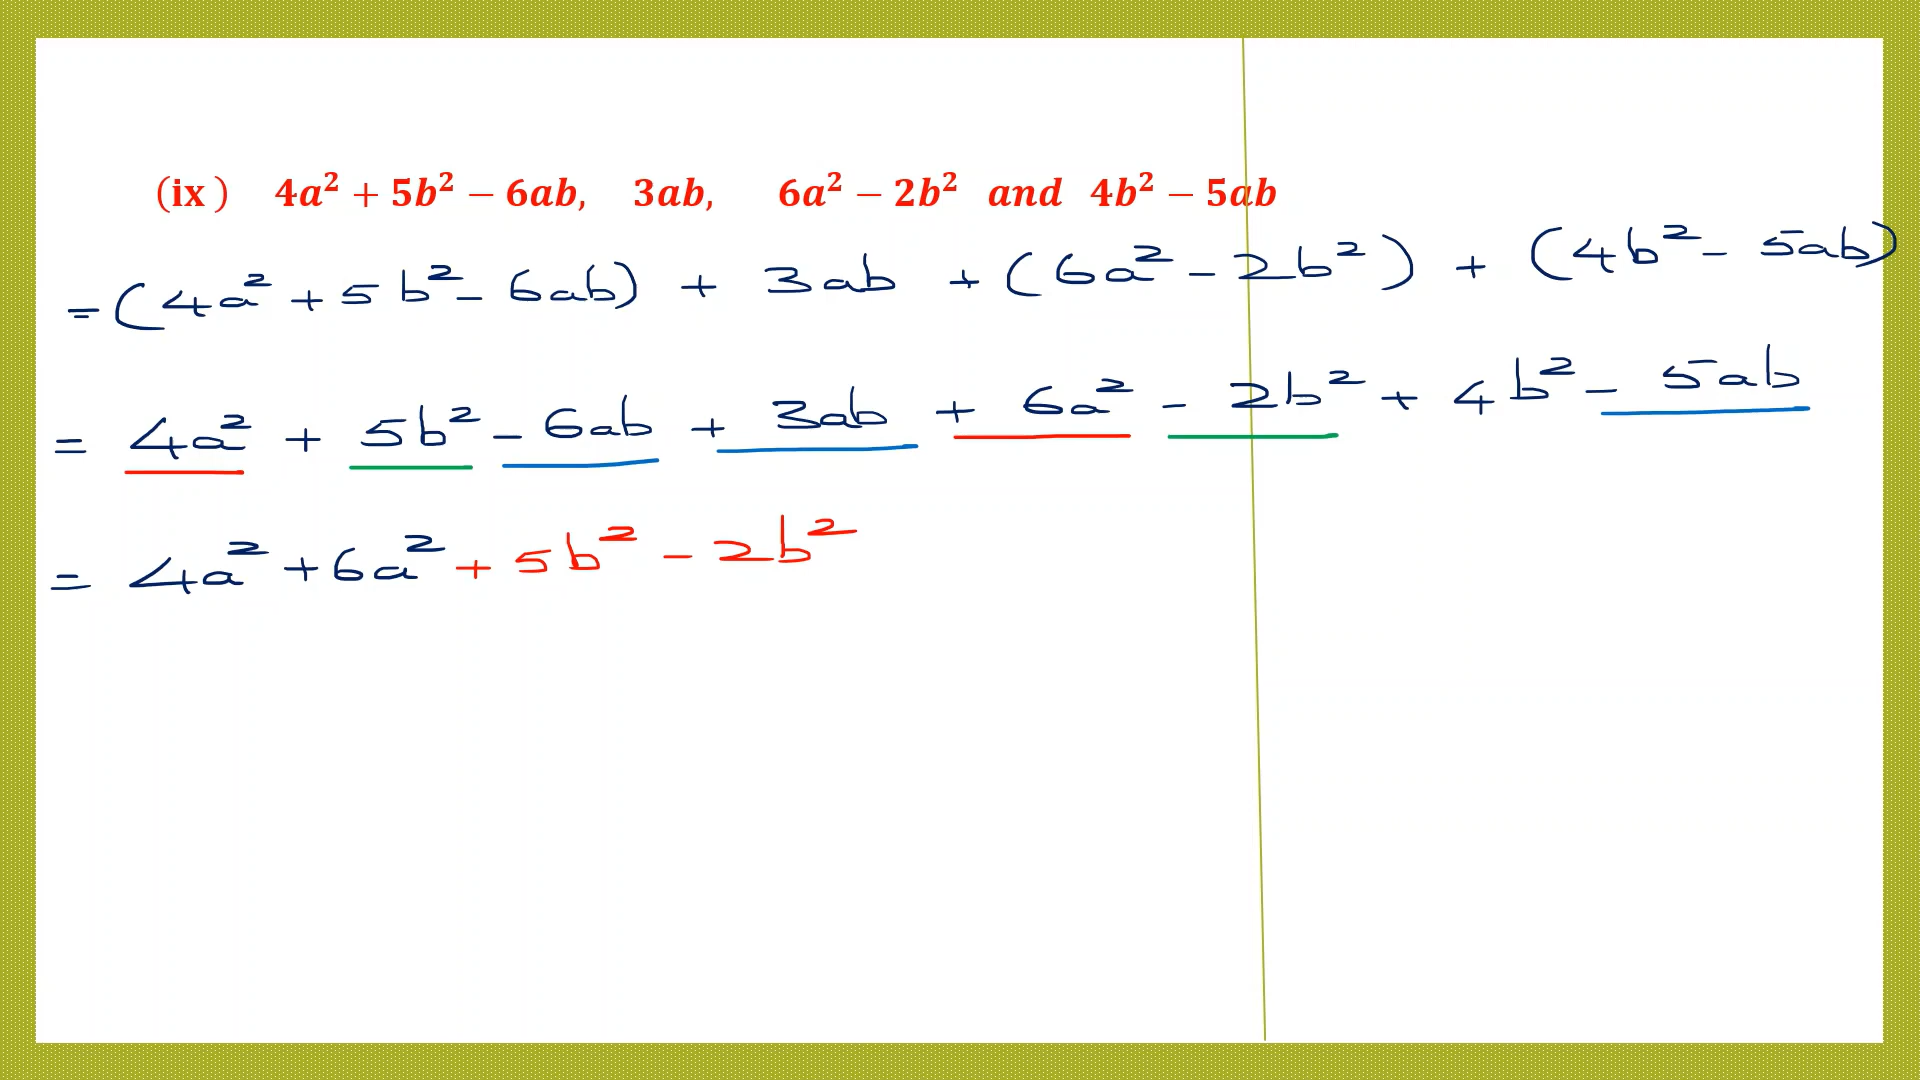 (ix) 4a² + 5b² − 6ab, 3ab, 6a² − 2b² and 4b² − 5ab
= (4a² + 5b² − 6ab) + 3ab + (6a² − 2b²) + (4b² − 5ab)
= 4a² + 5b² − 6ab + 3ab + 6a² − 2b² + 4b² − 5ab
= 4a² + 6a² + 5b² − 2b²